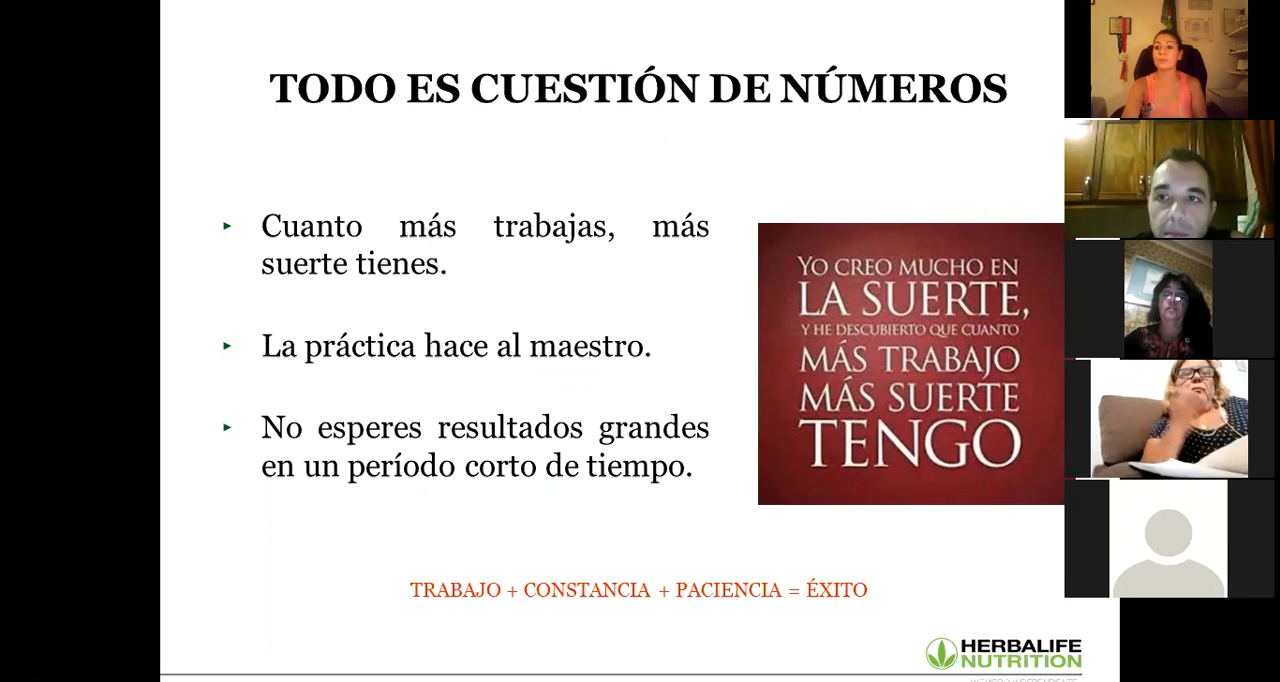 TODO ES CUESTIÓN DE NÚMEROS
Cuanto más trabajas, más
suerte tienes.
La práctica hace al maestro.
No esperes resultados grandes
en un período corto de tiempo.
YO CREO MUCHO EN
LA SUERTE,
Y HE DESCUBIERTO QUE CUANTO
MÁS TRABAJO
MÁS SUERTE
TENGO
TRABAJO + CONSTANCIA + PACIENCIA = ÉXITO
HERBALIFE
NUTRITION